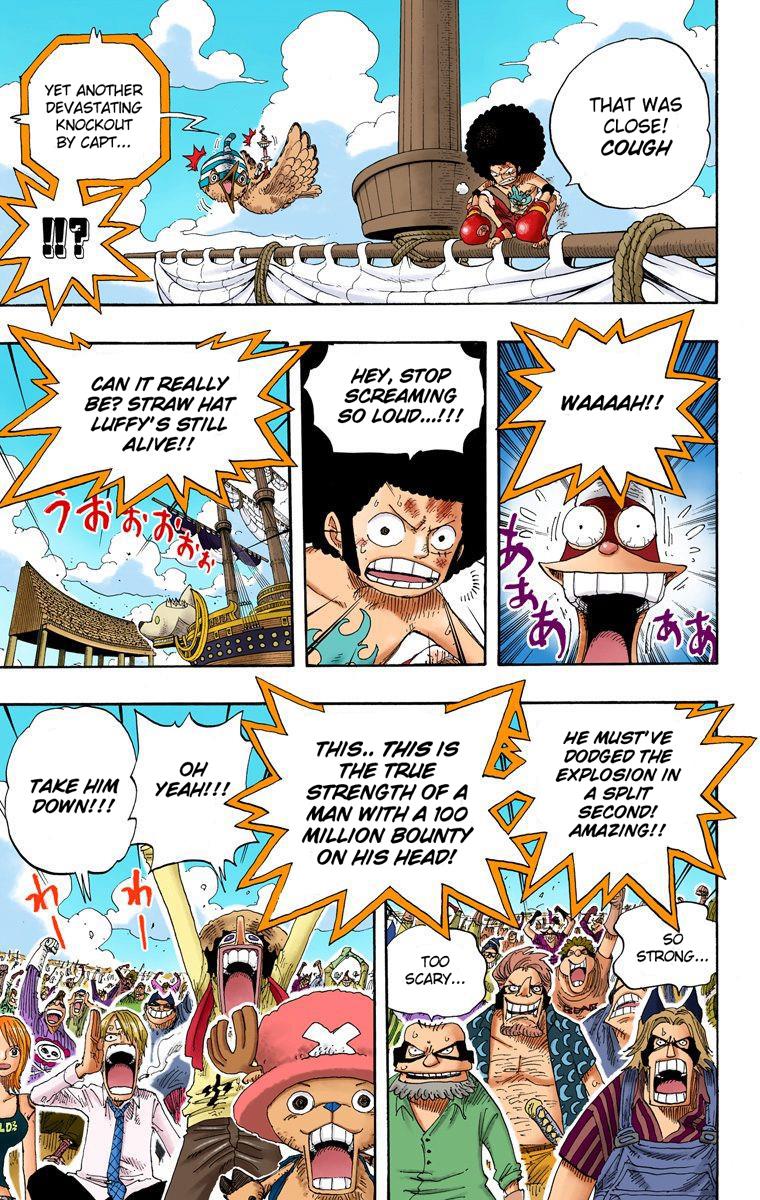 THAT WAS
CLOSE!
COUGH
YET ANOTHER
DEVASTATING
KNOCKOUT
BY CAPT...
!!?
WAAAAH!!
あ
あ
あ
あ
ああ
HEY, STOP
SCREAMING
SO LOUD...!!!
CAN IT REALLY
BE? STRAW HAT
LUFFY'S STILL
ALIVE!!
うおおおおおお
HE MUST'VE
DODGED THE
EXPLOSION IN
A SPLIT
SECOND!
AMAZING!!
SO
STRONG...
TOO
SCARY...
THIS.. THIS IS
THE TRUE
STRENGTH OF A
MAN WITH A 100
MILLION BOUNTY
ON HIS HEAD!
OH
YEAH!!!
TAKE HIM
DOWN!!!
わー
わー